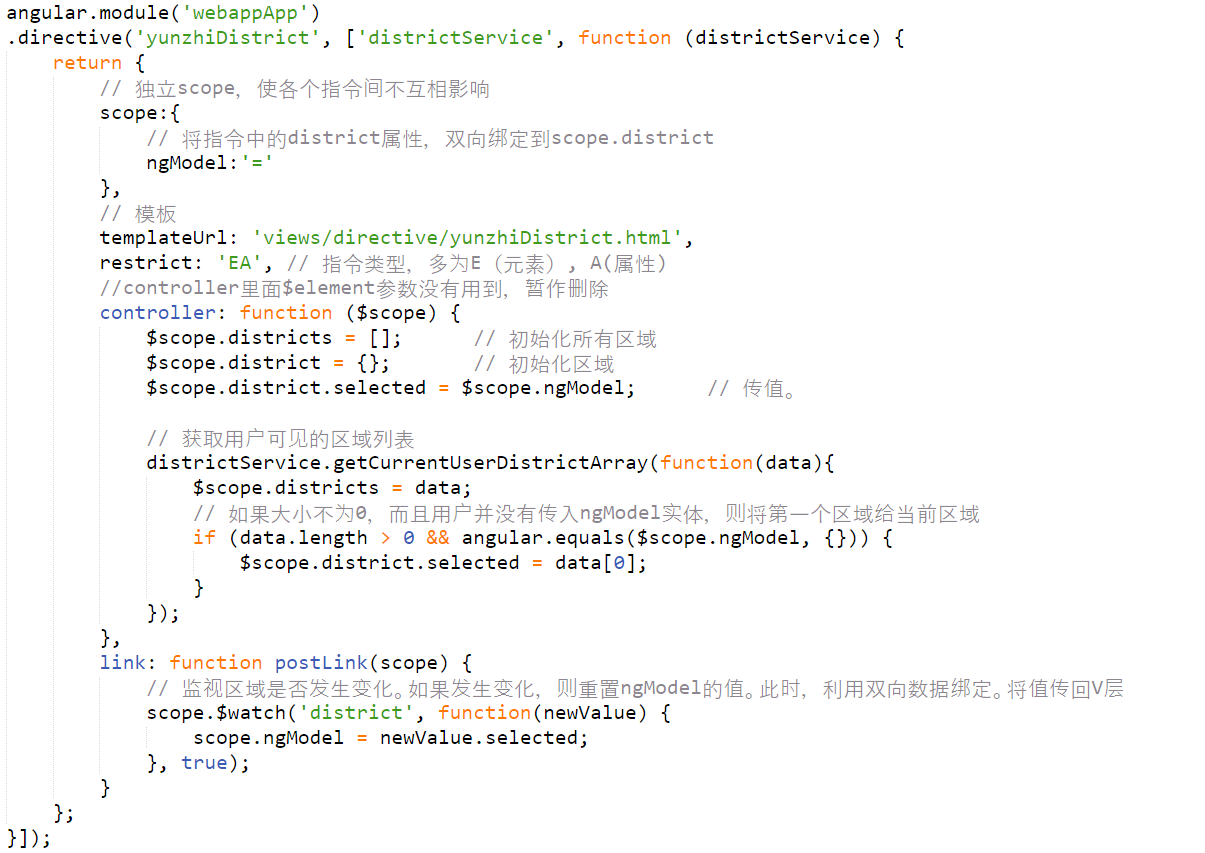 angular.module('webappApp')
.directive('yunzhiDistrict', ['districtService', function (districtService) {
    return {
        // 独立scope，使各个指令间不互相影响
        scope:{
            // 将指令中的district属性，双向绑定到scope.district
            ngModel:'='
        },
        // 模板
        templateUrl: 'views/directive/yunzhiDistrict.html',
        restrict: 'EA', // 指令类型，多为E（元素）, A(属性)
        //controller里面$element参数没有用到，暂作删除
        controller: function ($scope) {
            $scope.districts = [];      // 初始化所有区域
            $scope.district = {};       // 初始化区域
            $scope.district.selected = $scope.ngModel;      // 传值。

            // 获取用户可见的区域列表
            districtService.getCurrentUserDistrictArray(function(data){
                $scope.districts = data;
                // 如果大小不为0，而且用户并没有传入ngModel实体，则将第一个区域给当前区域
                if (data.length > 0 && angular.equals($scope.ngModel, {})) {
                    $scope.district.selected = data[0];
                }
            });
        },
        link: function postLink(scope) {
            // 监视区域是否发生变化。如果发生变化，则重置ngModel的值。此时，利用双向数据绑定。将值传回V层
            scope.$watch('district', function(newValue) {
                scope.ngModel = newValue.selected;
            }, true);
        }
    };
}]);